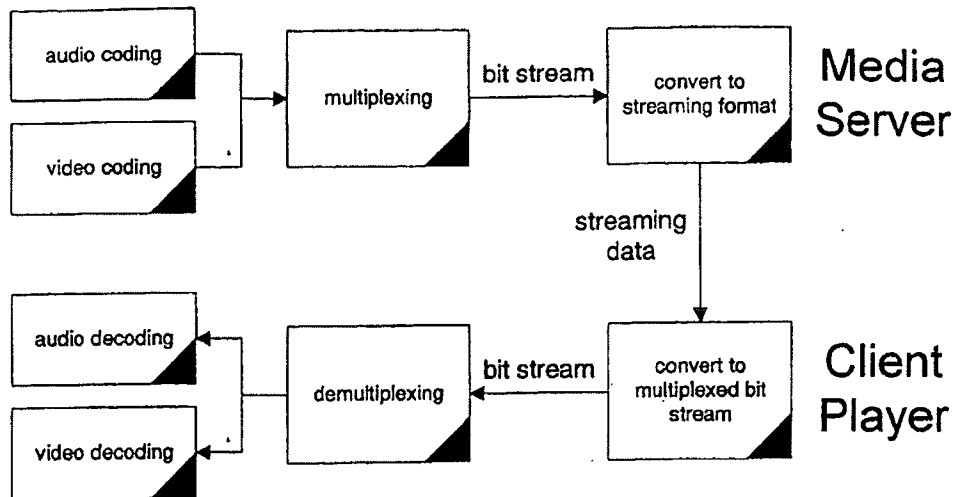 audio coding
video coding
multiplexing
bit stream
convert to
streaming format
Media
Server
streaming
data
audio decoding
video decoding
demultiplexing
bit stream
convert to
multiplexed bit
stream
Client
Player